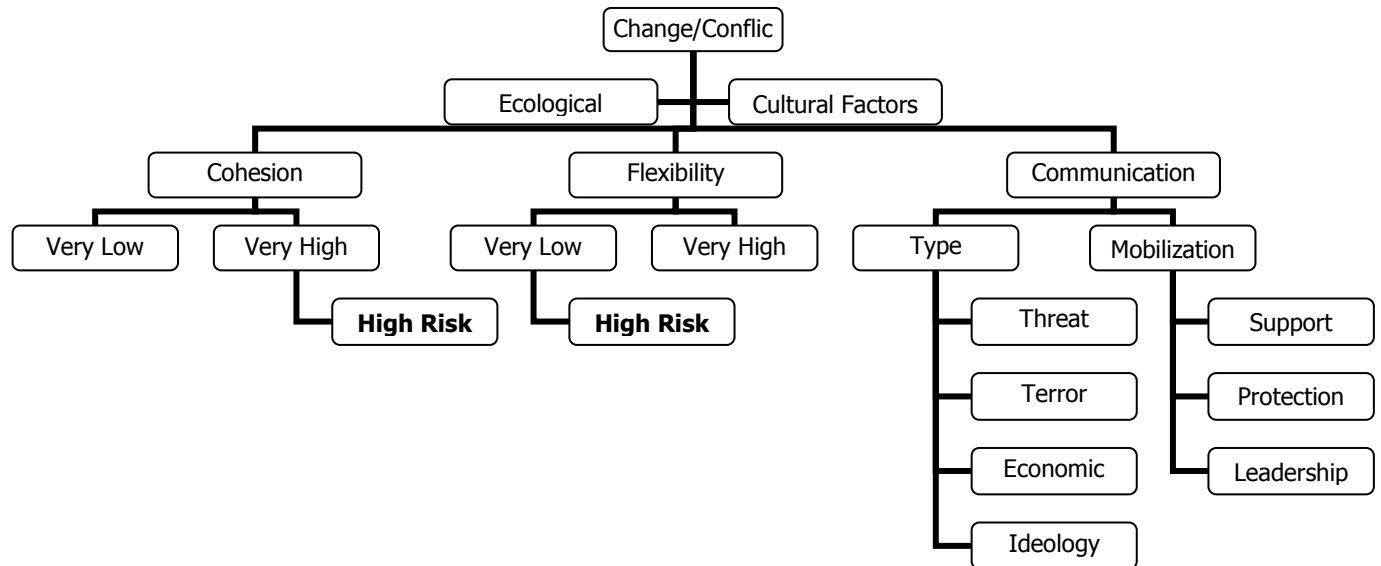 Change/Conflic
Ecological
Cultural Factors
Cohesion
Flexibility
Communication
Very Low
Very High
Very Low
Very High
Type
Mobilization
High Risk
High Risk
Threat
Support
Terror
Protection
Economic
Leadership
Ideology